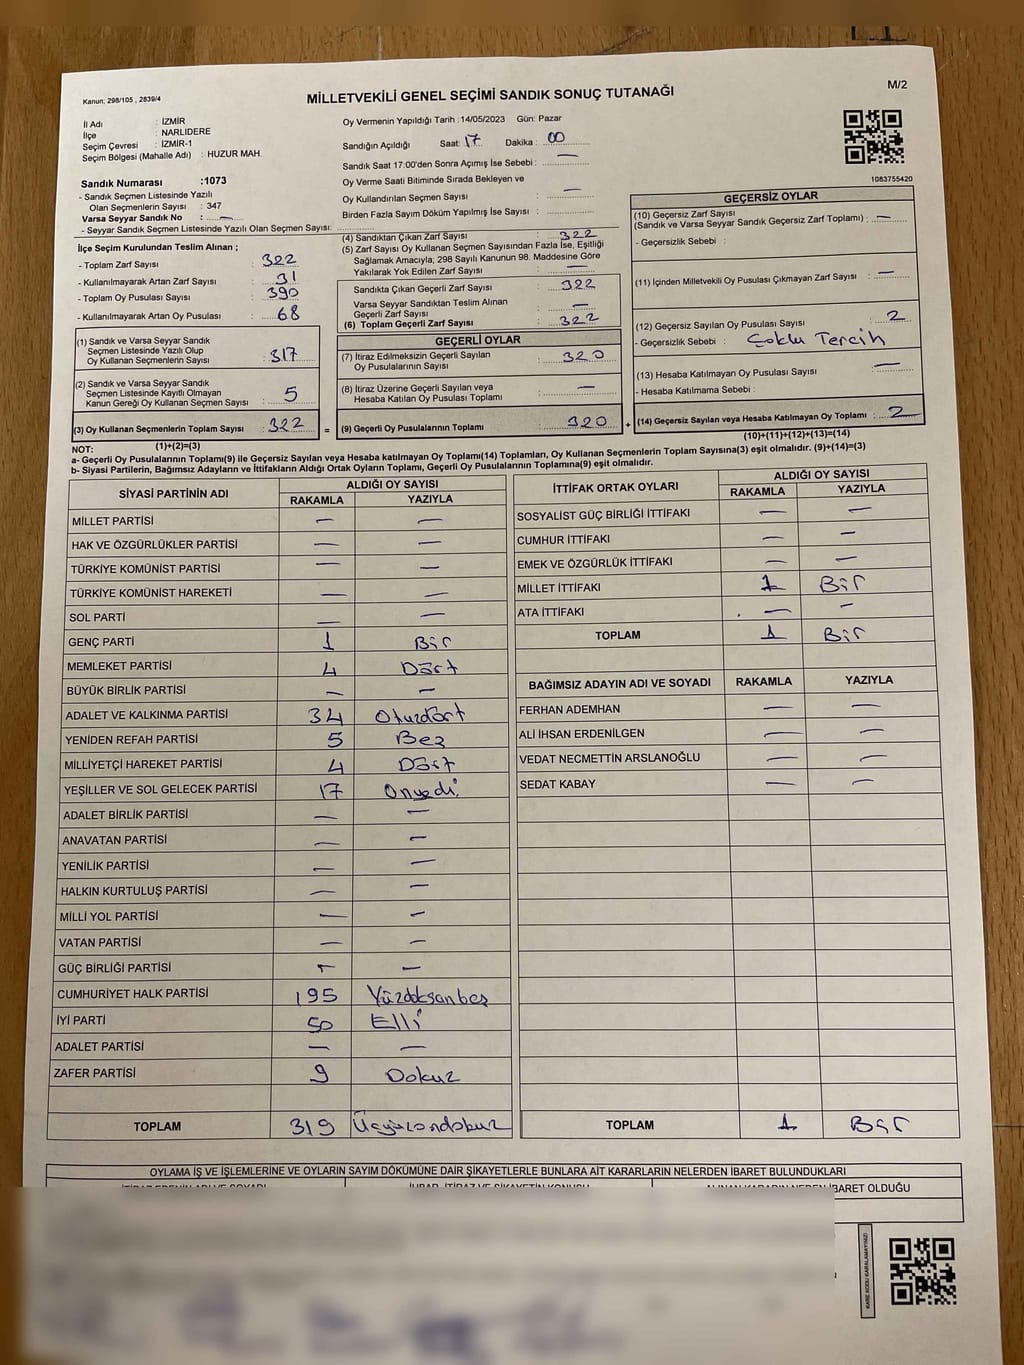 Kanun: 298/105 , 2839/4
MİLLETVEKİLİ GENEL SEÇİMİ SANDIK SONUÇ TUTANAĞI
M/2
İl Adı : İZMİR
İlçe : NARLIDERE
Seçim Çevresi : İZMİR-1
Seçim Bölgesi (Mahalle Adı) : HUZUR MAH.
Oy Vermenin Yapıldığı Tarih : 14/05/2023 Gün: Pazar
Sandığın Açıldığı Saat: 17 Dakika : 00
Sandık Saat 17:00'den Sonra Açımış İse Sebebi : —
Oy Verme Saati Bitiminde Sırada Bekleyen ve
Oy Kullandırılan Seçmen Sayısı : —
Birden Fazla Sayım Döküm Yapılmış İse Sayısı :
1083755420
Sandık Numarası :1073
- Sandık Seçmen Listesinde Yazılı
Olan Seçmenlerin Sayısı : 347
Varsa Seyyar Sandık No : —
- Seyyar Sandık Seçmen Listesinde Yazılı Olan Seçmen Sayısı:
İlçe Seçim Kurulundan Teslim Alınan ;
- Toplam Zarf Sayısı : 322
- Kullanılmayarak Artan Zarf Sayısı : 31
- Toplam Oy Pusulası Sayısı : 390
- Kullanılmayarak Artan Oy Pusulası : 68
(1) Sandık ve Varsa Seyyar Sandık
Seçmen Listesinde Yazılı Olup
Oy Kullanan Seçmenlerin Sayısı : 317
(2) Sandık ve Varsa Seyyar Sandık
Seçmen Listesinde Kayıtlı Olmayan
Kanun Gereği Oy Kullanan Seçmen Sayısı : 5
(3) Oy Kullanan Seçmenlerin Toplam Sayısı : 322
(1)+(2)=(3)
(4) Sandıktan Çıkan Zarf Sayısı : 322
(5) Zarf Sayısı Oy Kullanan Seçmen Sayısından Fazla İse, Eşitliği
Sağlamak Amacıyla; 298 Sayılı Kanunun 98. Maddesine Göre
Yakılarak Yok Edilen Zarf Sayısı : —
Sandıkta Çıkan Geçerli Zarf Sayısı : 322
Varsa Seyyar Sandıktan Teslim Alınan
Geçerli Zarf Sayısı : —
(6) Toplam Geçerli Zarf Sayısı : 322
GEÇERLİ OYLAR
(7) İtiraz Edilmeksizin Geçerli Sayılan
Oy Pusulalarının Sayısı : 320
(8) İtiraz Üzerine Geçerli Sayılan veya
Hesaba Katılan Oy Pusulası Toplamı : —
= (9) Geçerli Oy Pusulalarının Toplamı : 320 +
GEÇERSİZ OYLAR
(10) Geçersiz Zarf Sayısı
(Sandık ve Varsa Seyyar Sandık Geçersiz Zarf Toplamı) : —
- Geçersizlik Sebebi :
(11) İçinden Milletvekili Oy Pusulası Çıkmayan Zarf Sayısı : —
(12) Geçersiz Sayılan Oy Pusulası Sayısı : 2
- Geçersizlik Sebebi : Çoklu Tercih
(13) Hesaba Katılmayan Oy Pusulası Sayısı : —
- Hesaba Katılmama Sebebi :
(14) Geçersiz Sayılan veya Hesaba Katılmayan Oy Toplamı : 2
(10)+(11)+(12)+(13)=(14)
NOT:
a- Geçerli Oy Pusulalarının Toplamı(9) ile Geçersiz Sayılan veya Hesaba katılmayan Oy Toplamı(14) Toplamları, Oy Kullanan Seçmenlerin Toplam Sayısına(3) eşit olmalıdır. (9)+(14)=(3)
b- Siyasi Partilerin, Bağımsız Adayların ve İttifakların Aldığı Ortak Oyların Toplamı, Geçerli Oy Pusulalarının Toplamına(9) eşit olmalıdır.
SİYASİ PARTİNİN ADI ALDIĞI OY SAYISI
RAKAMLA YAZIYLA
MİLLET PARTİSİ — —
HAK VE ÖZGÜRLÜKLER PARTİSİ — —
TÜRKİYE KOMÜNİST PARTİSİ — —
TÜRKİYE KOMÜNİST HAREKETİ — —
SOL PARTİ — —
GENÇ PARTİ 1 Bir
MEMLEKET PARTİSİ 4 Dört
BÜYÜK BİRLİK PARTİSİ — —
ADALET VE KALKINMA PARTİSİ 34 Otuzdört
YENİDEN REFAH PARTİSİ 5 Beş
MİLLİYETÇİ HAREKET PARTİSİ 4 Dört
YEŞİLLER VE SOL GELECEK PARTİSİ 17 Onyedi
ADALET BİRLİK PARTİSİ — —
ANAVATAN PARTİSİ — —
YENİLİK PARTİSİ — —
HALKIN KURTULUŞ PARTİSİ — —
MİLLİ YOL PARTİSİ — —
VATAN PARTİSİ — —
GÜÇ BİRLİĞİ PARTİSİ — —
CUMHURİYET HALK PARTİSİ 195 Yüzdoksanbeş
İYİ PARTİ 50 Elli
ADALET PARTİSİ — —
ZAFER PARTİSİ 9 Dokuz
TOPLAM 319 Üçyüzondokuz
İTTİFAK ORTAK OYLARI ALDIĞI OY SAYISI
RAKAMLA YAZIYLA
SOSYALİST GÜÇ BİRLİĞİ İTTİFAKI — —
CUMHUR İTTİFAKI — —
EMEK VE ÖZGÜRLÜK İTTİFAKI — —
MİLLET İTTİFAKI 1 Bir
ATA İTTİFAKI — —
TOPLAM 1 Bir
BAĞIMSIZ ADAYIN ADI VE SOYADI RAKAMLA YAZIYLA
FERHAN ADEMHAN — —
ALİ İHSAN ERDENİLGEN — —
VEDAT NECMETTİN ARSLANOĞLU — —
SEDAT KABAY — —
TOPLAM 1 Bir
OYLAMA İŞ VE İŞLEMLERİNE VE OYLARIN SAYIM DÖKÜMÜNE DAİR ŞİKAYETLERLE BUNLARA AİT KARARLARIN NELERDEN İBARET BULUNDUKLARI
İBARET OLDUĞU